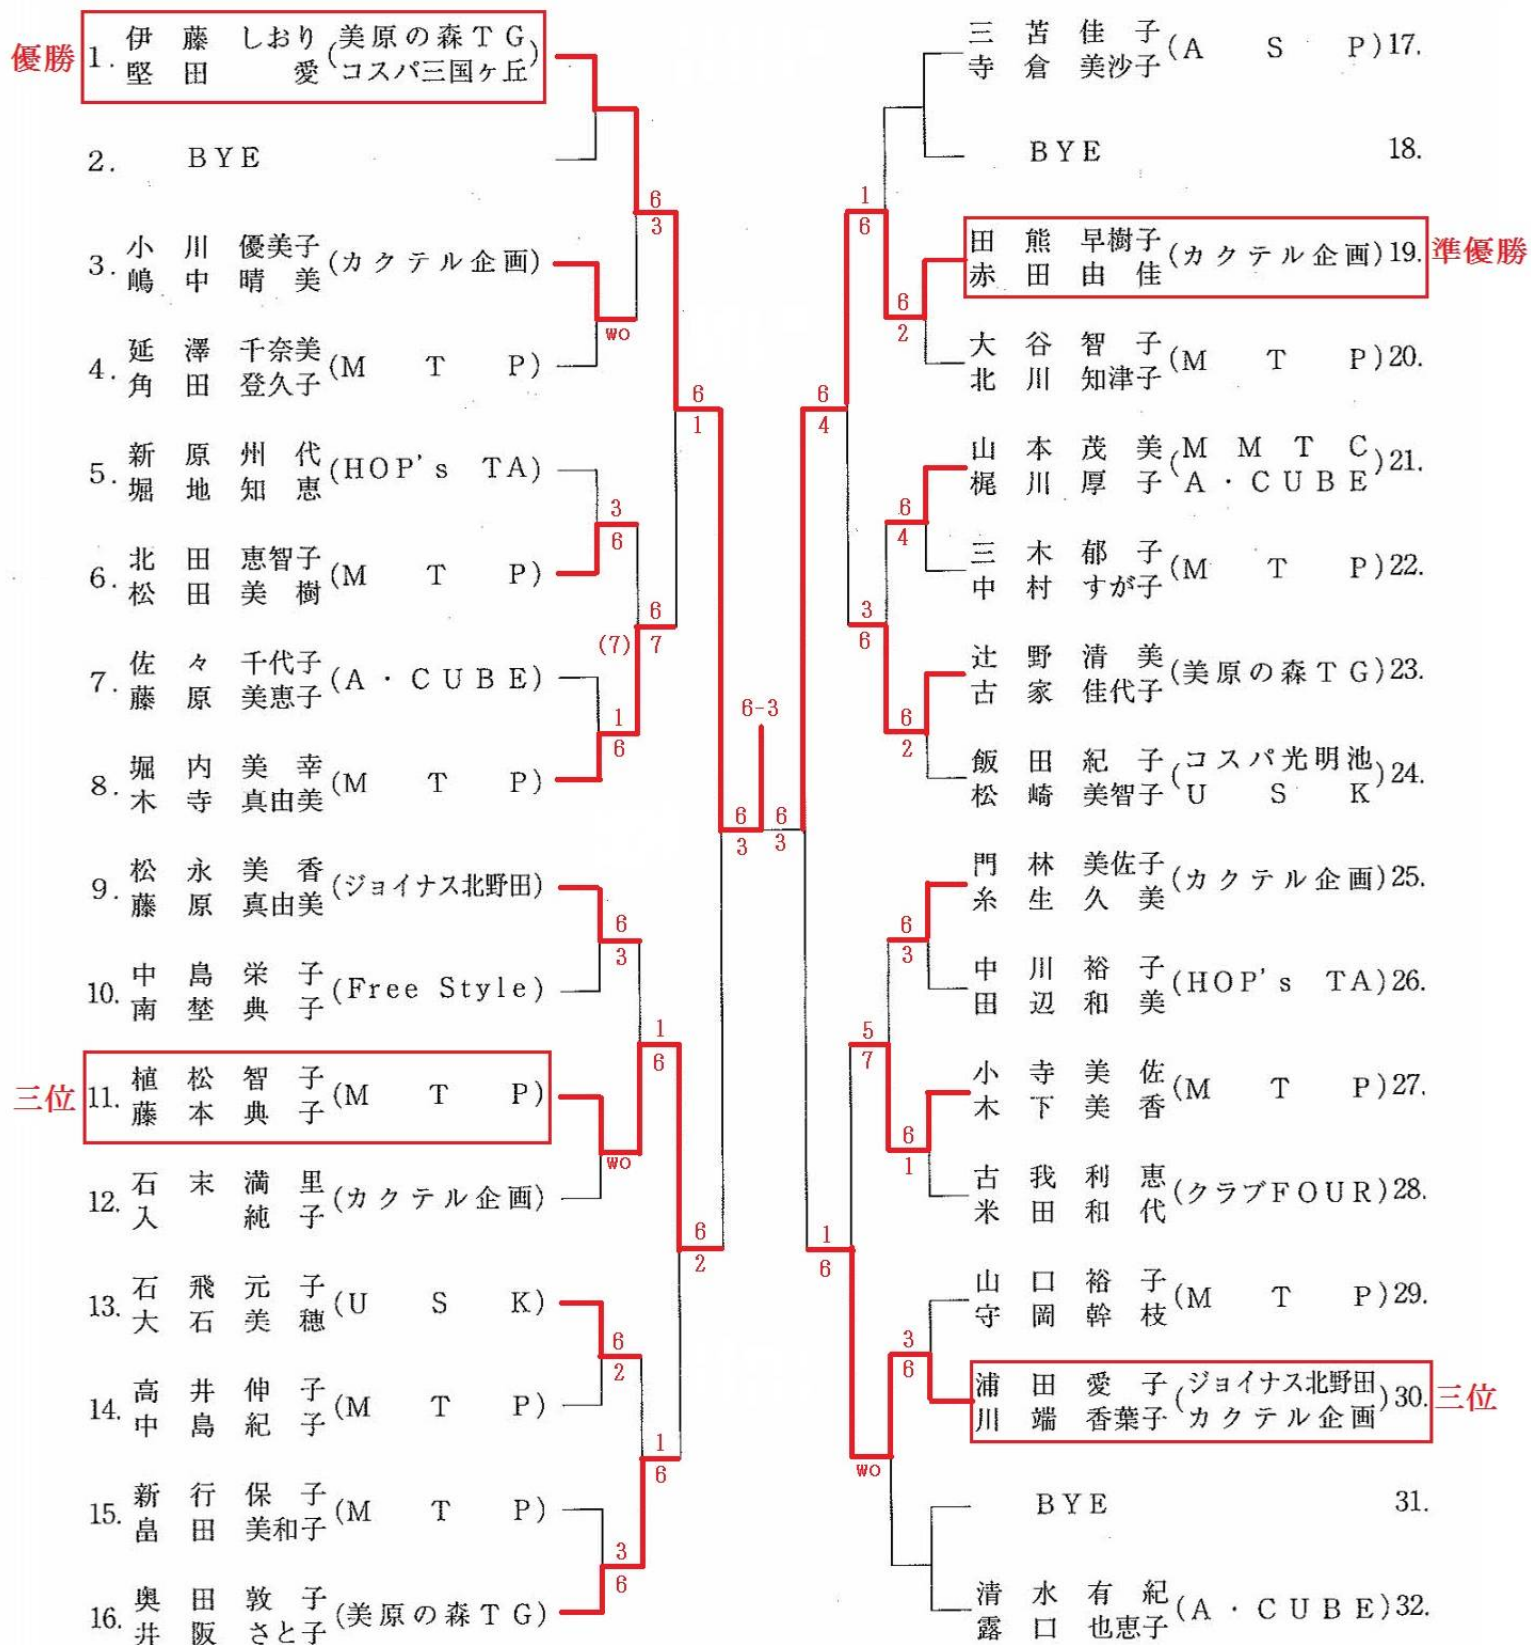 優勝
1. 伊藤 しおり (美原の森TG
堅田 愛 コスパ三国ヶ丘)
2. BYE
3. 小川 優美子 (カクテル企画)
嶋中 晴美
wo
4. 延澤 千奈美 (MTP)
角田 登久子
5. 新原 州代 (HOP's TA)
堀地 知恵
6. 北田 恵智子 (MTP)
松田 美樹
7. 佐々 千代子 (A・CUBE)
藤原 美恵子
8. 堀内 美幸 (MTP)
木寺 真由美
9. 松永 美香 (ジョイナス北野田)
藤原 真由美
10. 中島 栄子 (Free Style)
南埜 典子
三位
11. 植松 智子 (MTP)
藤本 典子
wo
12. 石末 満里 (カクテル企画)
入 純子
13. 石飛 元子 (USK)
大石 美穂
14. 高井 伸子 (MTP)
中島 紀子
15. 新行 保子 (MTP)
畠田 美和子
16. 奥田 敦子 (美原の森TG)
井阪 さと子
6
3
6
1
3
6
6
(7) 7
1
6
6
3
1
6
6
2
6
2
1
6
3
6
6-3
6
3
6
3
三苫 佳子 (ASP) 17.
寺倉 美沙子
BYE 18.
田熊 早樹子 (カクテル企画) 19.
赤田 由佳
準優勝
大谷 智子 (MTP) 20.
北川 知津子
山本 茂美 (MMTC
梶川 厚子 A・CUBE) 21.
三木 郁子 (MTP) 22.
中村 すが子
辻野 清美 (美原の森TG) 23.
古家 佳代子
飯田 紀子 (コスパ光明池
松崎 美智子 USK) 24.
門林 美佐子 (カクテル企画) 25.
糸生 久美
中川 裕子 (HOP's TA) 26.
田辺 和美
小寺 美佐 (MTP) 27.
木下 美香
古我 利恵 (クラブFOUR) 28.
米田 和代
山口 裕子 (MTP) 29.
守岡 幹枝
浦田 愛子 (ジョイナス北野田
川端 香葉子 カクテル企画) 30.
三位
wo
BYE 31.
清水 有紀 (A・CUBE) 32.
露口 也恵子
1
6
6
2
6
4
6
4
3
6
6
2
6
3
5
7
6
1
1
6
3
6